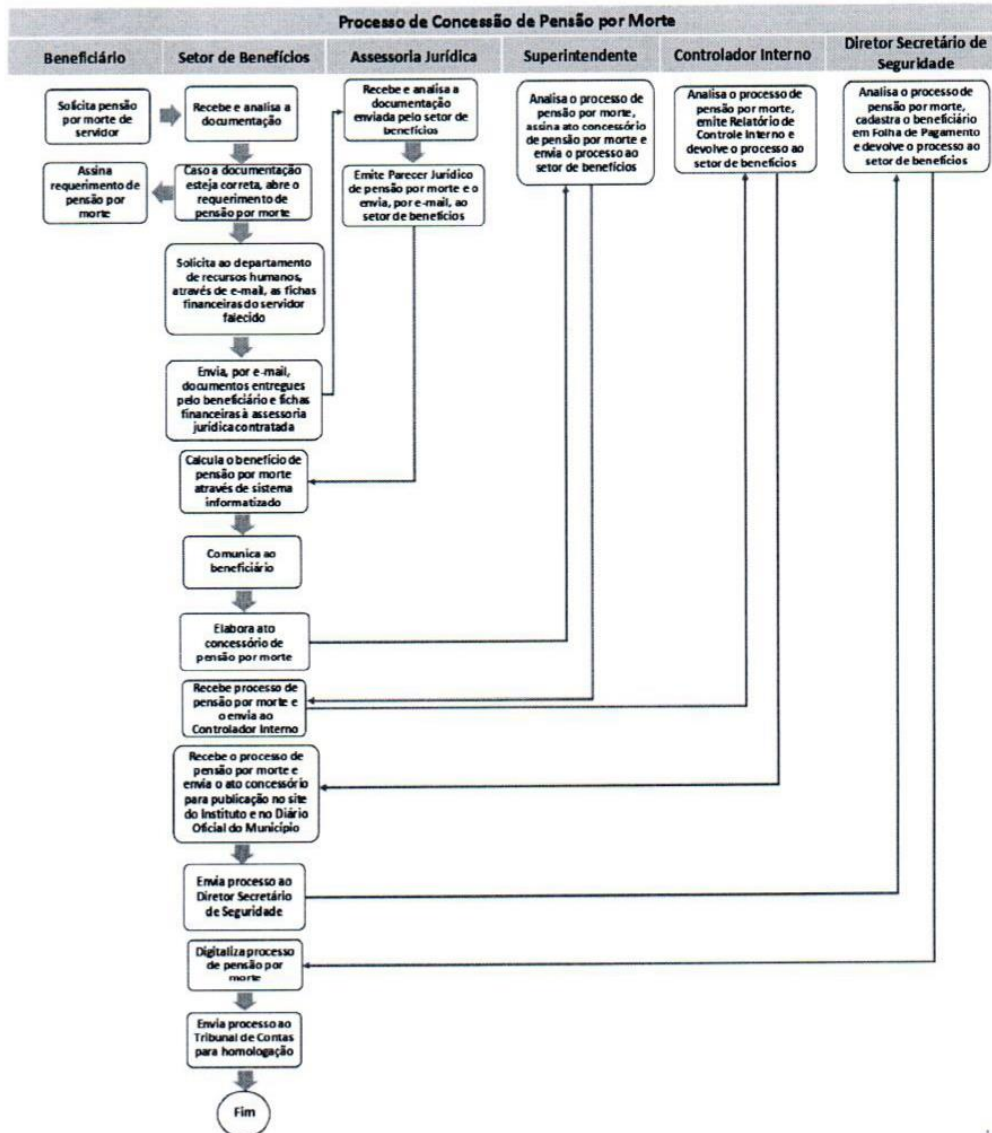 Processo de Concessão de Pensão por Morte
Beneficiário
Setor de Benefícios
Assessoria Jurídica
Superintendente
Controlador Interno
Diretor Secretário de
Seguridade
Solicita pensão
por morte de
servidor
Recebe e analisa a
documentação
Recebe e analisa a
documentação
enviada pelo setor de
benefícios
Analisa o processo de
pensão por morte,
assina ato concessório
de pensão por morte e
envia o processo ao
setor de benefícios
Analisa o processo de
pensão por morte,
emite Relatório de
Controle Interno e
devolve o processo ao
setor de benefícios
Analisa o processo de
pensão por morte,
cadastra o beneficiário
em Folha de Pagamento
e devolve o processo ao
setor de benefícios
Assina
requerimento de
pensão por
morte
Caso a documentação
esteja correta, abre o
requerimento de
pensão por morte
Emite Parecer Jurídico
de pensão por morte e o
envia, por e-mail, ao
setor de benefícios
Solicita ao departamento
de recursos humanos,
através de e-mail, as fichas
financeiras do servidor
falecido
Envia, por e-mail,
documentos entregues
pelo beneficiário e fichas
financeiras à assessoria
jurídica contratada
Calcula o benefício de
pensão por morte
através de sistema
informatizado
Comunica ao
beneficiário
Elabora ato
concessório de
pensão por morte
Recebe processo de
pensão por morte e
o envia ao
Controlador Interno
Recebe o processo de
pensão por morte e
envia o ato concessório
para publicação no site
do Instituto e no Diário
Oficial do Município
Envia processo ao
Diretor Secretário
de Seguridade
Digitaliza processo
de pensão por
morte
Envia processo ao
Tribunal de Contas
para homologação
Fim